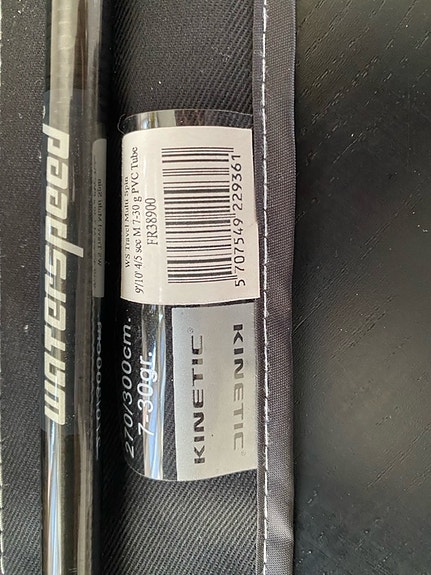 waterspeed
WS Travel Multi Spin
9/10' 4/5 sec M 7-30 g PVC Tube
FR38900
5 707549 229361
270/300cm.
7-30gr.
KINETIC®
KINETIC®